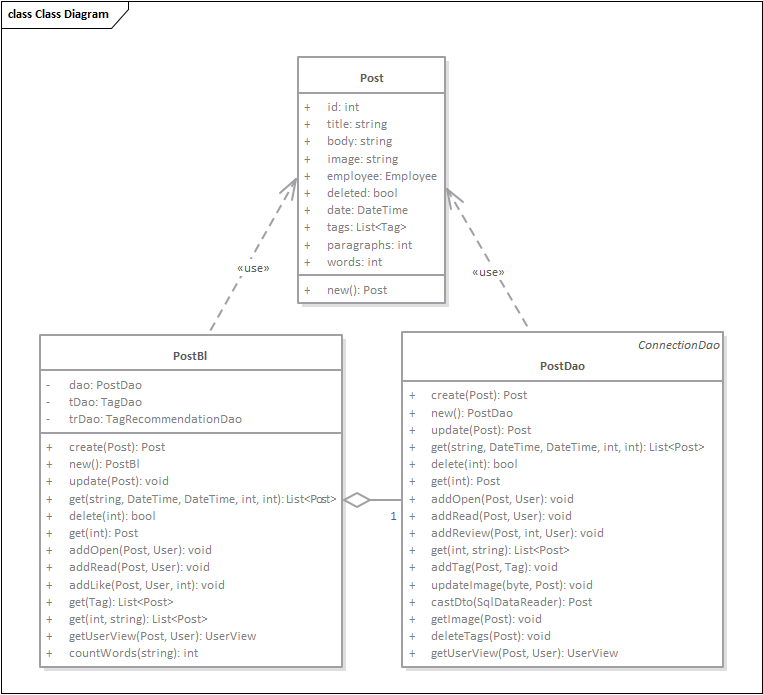 class Class Diagram
Post
+ id: int
+ title: string
+ body: string
+ image: string
+ employee: Employee
+ deleted: bool
+ date: DateTime
+ tags: List<Tag>
+ paragraphs: int
+ words: int
+ new(): Post
«use»
«use»
PostBl
- dao: PostDao
- tDao: TagDao
- trDao: TagRecommendationDao
+ create(Post): Post
+ new(): PostBl
+ update(Post): void
+ get(string, DateTime, DateTime, int, int): List<Post>
+ delete(int): bool
+ get(int): Post
+ addOpen(Post, User): void
+ addRead(Post, User): void
+ addLike(Post, User, int): void
+ get(Tag): List<Post>
+ get(int, string): List<Post>
+ getUserView(Post, User): UserView
+ countWords(string): int
1
ConnectionDao
PostDao
+ create(Post): Post
+ new(): PostDao
+ update(Post): Post
+ get(string, DateTime, DateTime, int, int): List<Post>
+ delete(int): bool
+ get(int): Post
+ addOpen(Post, User): void
+ addRead(Post, User): void
+ addReview(Post, int, User): void
+ get(int, string): List<Post>
+ addTag(Post, Tag): void
+ updateImage(byte, Post): void
+ castDto(SqlDataReader): Post
+ getImage(Post): void
+ deleteTags(Post): void
+ getUserView(Post, User): UserView